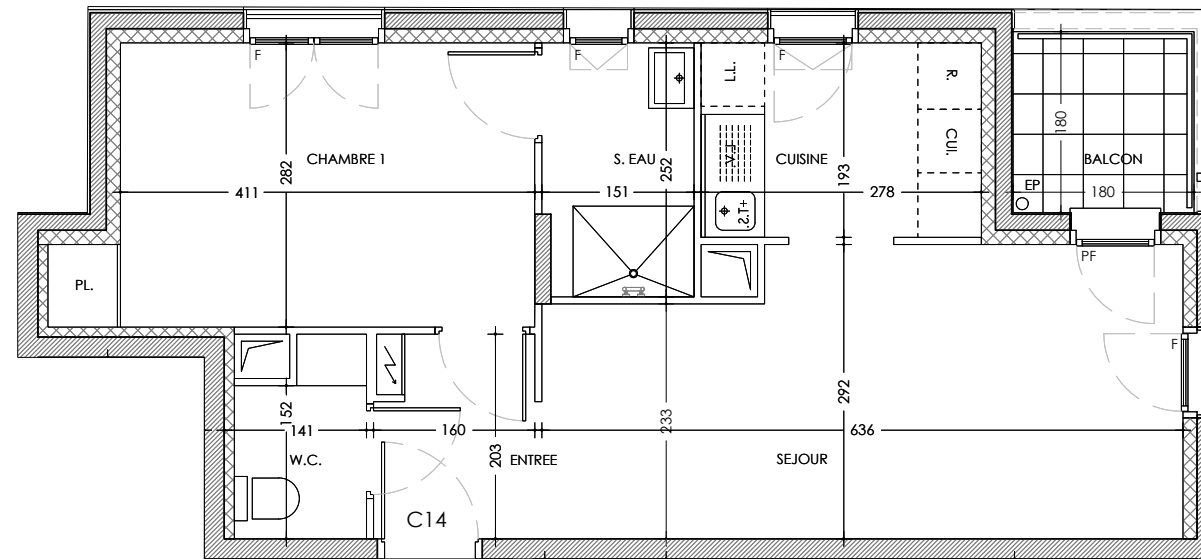 F
F
F
L.L.
R.
CHAMBRE 1
S. EAU
CUISINE
CUI.
BALCON
L.V.
282
252
193
180
411
151
278
180
EP
+T.S.
PL.
PF
F
152
233
292
141
160
636
203
W.C.
ENTREE
SEJOUR
C14